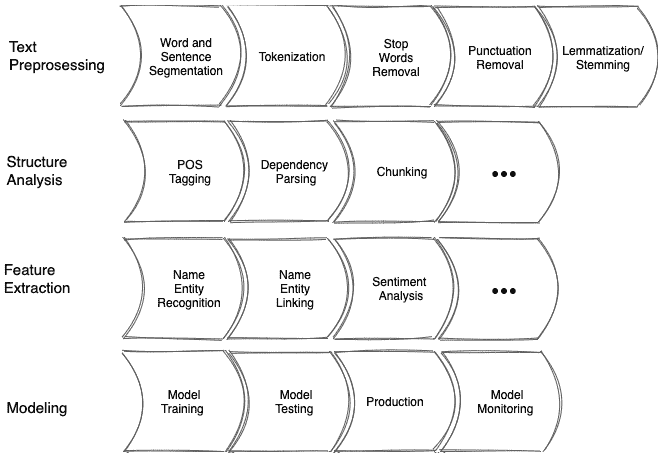 Text
Preprosessing
Word and
Sentence
Segmentation
Tokenization
Stop
Words
Removal
Punctuation
Removal
Lemmatization/
Stemming
Structure
Analysis
POS
Tagging
Dependency
Parsing
Chunking
•••
Feature
Extraction
Name
Entity
Recognition
Name
Entity
Linking
Sentiment
Analysis
•••
Modeling
Model
Training
Model
Testing
Production
Model
Monitoring